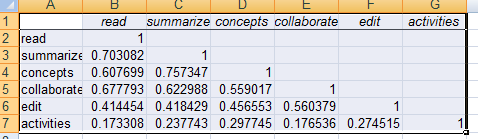 A B C D E F G
1 read summarize concepts collaborate edit activities
2 read 1
3 summarize 0.703082 1
4 concepts 0.607699 0.757347 1
5 collaborate 0.677793 0.622988 0.559017 1
6 edit 0.414454 0.418429 0.456553 0.560379 1
7 activities 0.173308 0.237743 0.297745 0.176536 0.274515 1